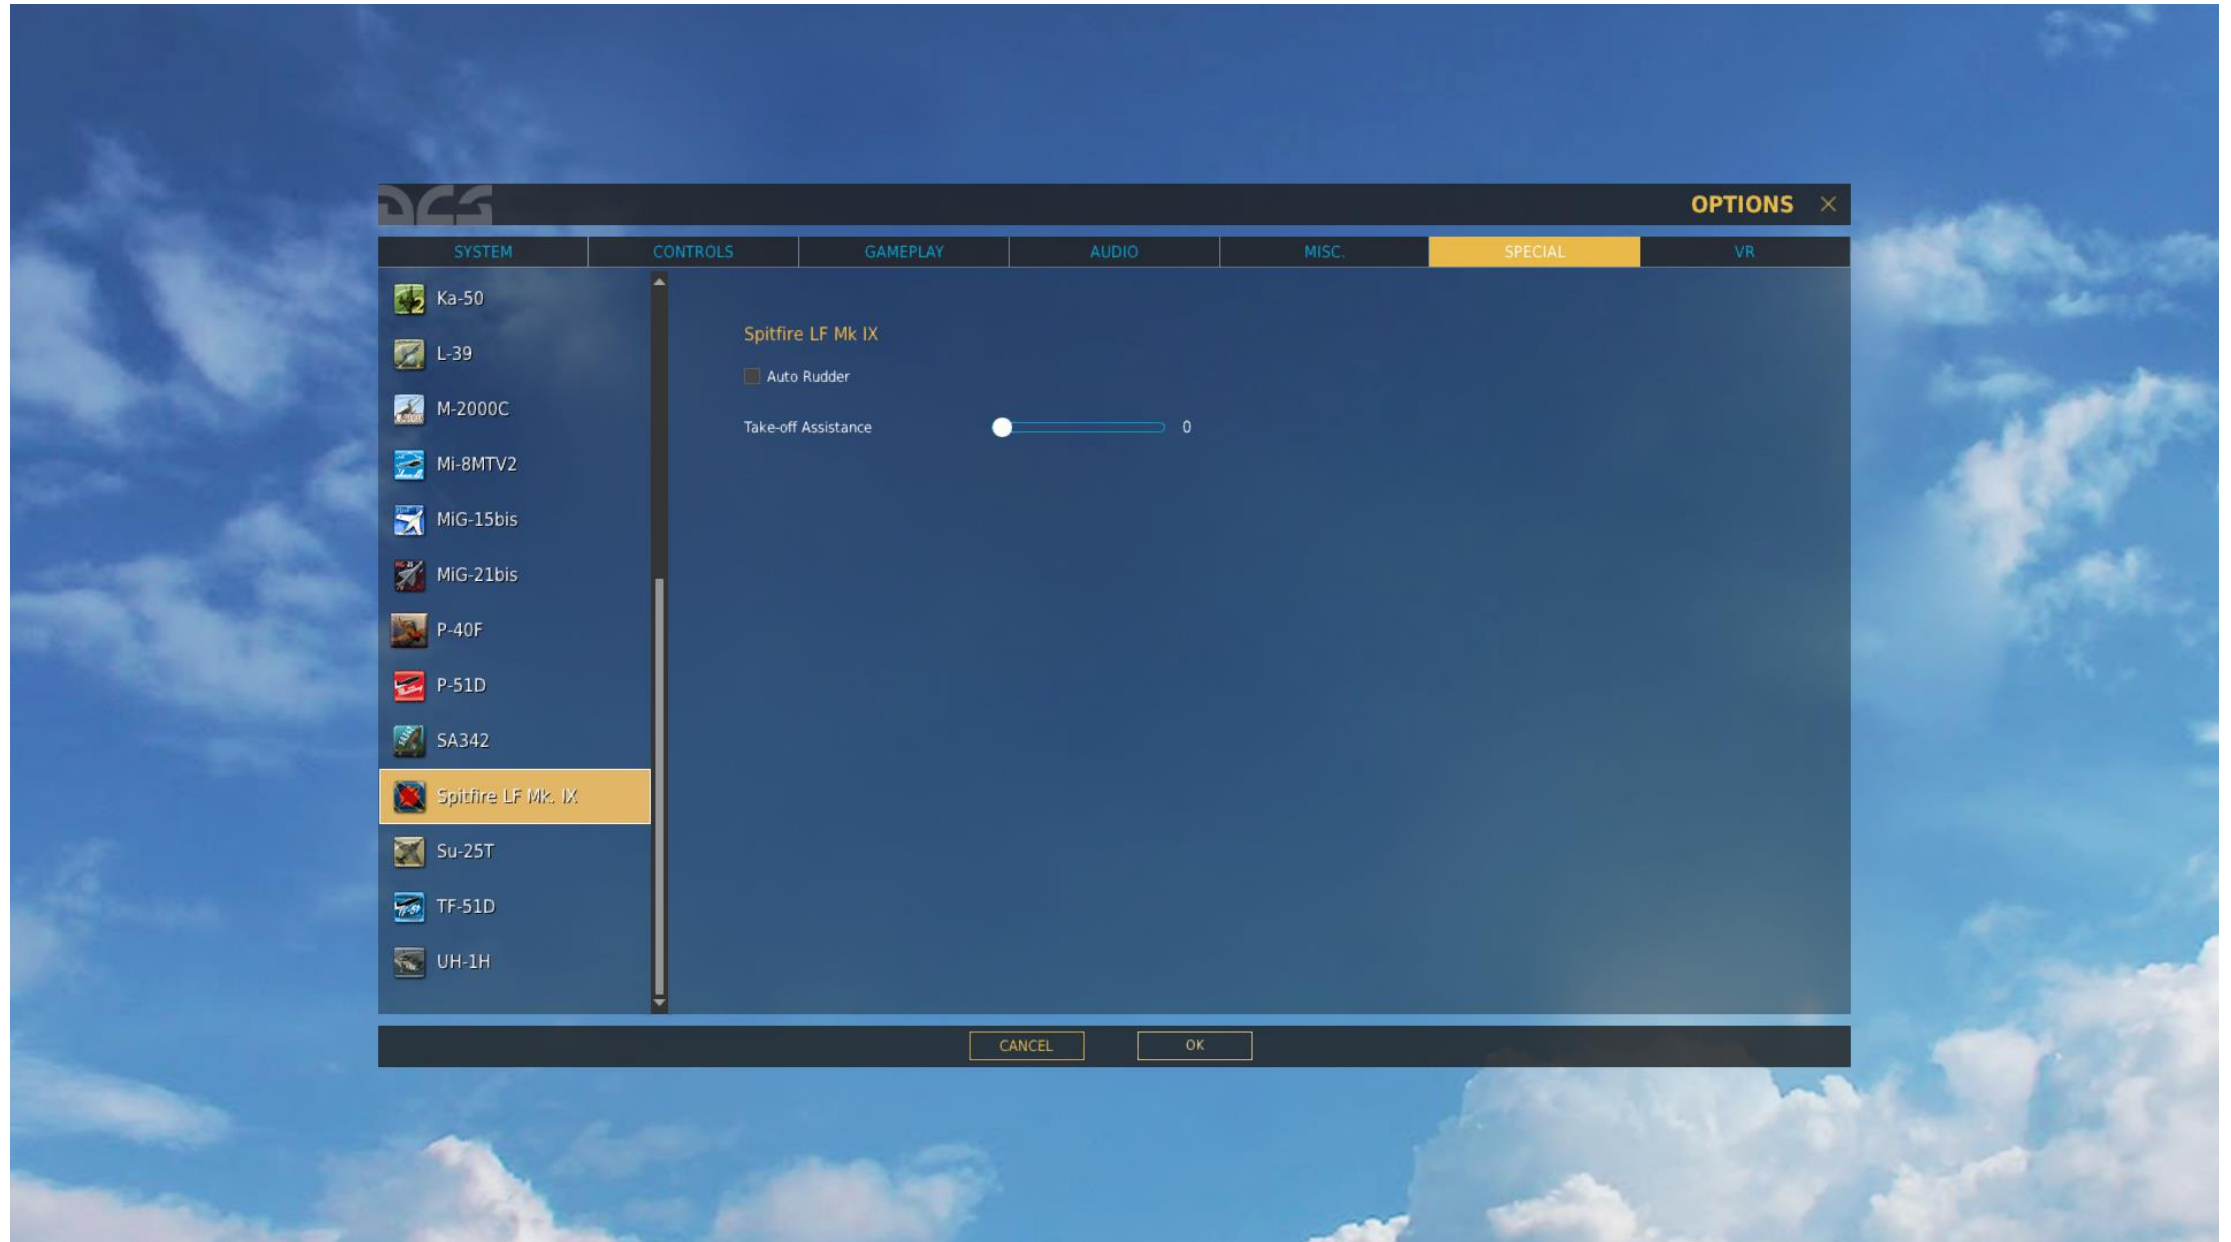 DCS
OPTIONS
SYSTEM CONTROLS GAMEPLAY AUDIO MISC. SPECIAL VR
Ka-50
L-39
M-2000C
Mi-8MTV2
MiG-15bis
MiG-21bis
P-40F
P-51D
SA342
Spitfire LF Mk. IX
Su-25T
TF-51D
UH-1H
Spitfire LF Mk IX
Auto Rudder
Take-off Assistance 0
CANCEL OK